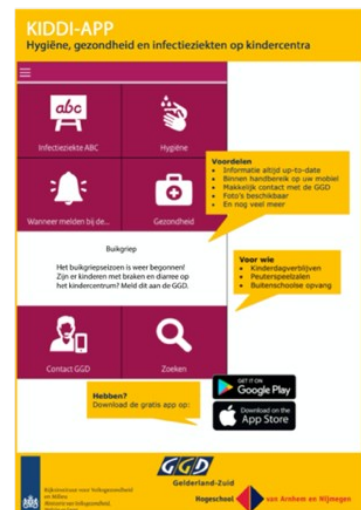 KIDDI-APP
Hygiëne, gezondheid en infectieziekten op kindercentra
abc
Infectieziekte ABC
Hygiëne
Wanneer melden bij de...
Gezondheid
Voordelen
• Informatie altijd up-to-date
• Binnen handbereik op uw mobiel
• Makkelijk contact met de GGD
• Foto's beschikbaar
• En nog veel meer
Buikgriep
Het buikgriepseizoen is weer begonnen!
Zijn er kinderen met braken en diarree op
het kindercentrum? Meld dit aan de GGD.
Voor wie
• Kinderdagverblijven
• Peuterspeelzalen
• Buitenschoolse opvang
Contact GGD
Zoeken
Hebben?
Download de gratis app op:
GET IT ON
Google Play
Download on the
App Store
GGD
Gelderland-Zuid
Rijksinstituut voor Volksgezondheid
en Milieu
Ministerie van Volksgezondheid,
Hogeschool van Arnhem en Nijmegen